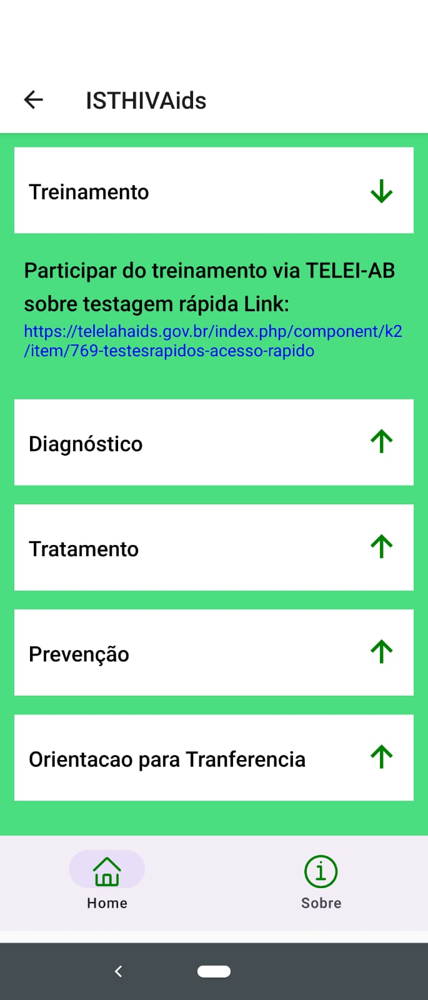 ISTHIVAids
Treinamento
Participar do treinamento via TELEI-AB
sobre testagem rápida Link:
https://telelahaids.gov.br/index.php/component/k2
/item/769-testesrapidos-acesso-rapido
Diagnóstico
Tratamento
Prevenção
Orientacao para Tranferencia
Home
Sobre